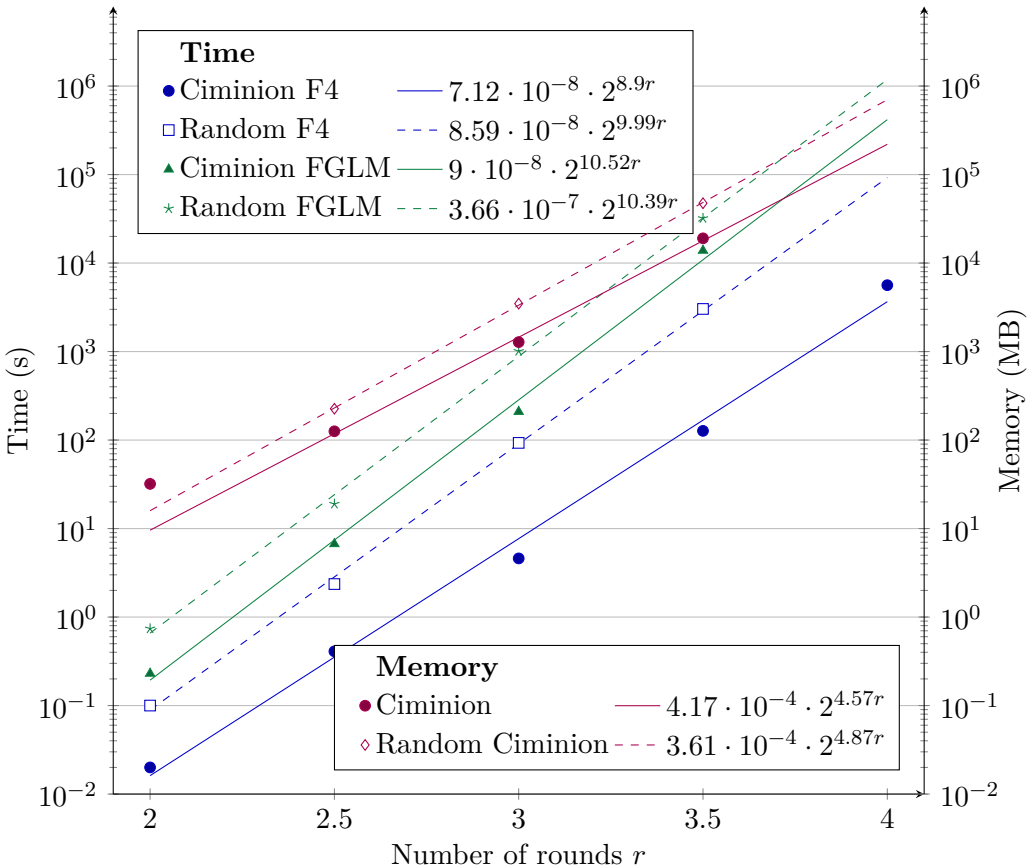 Time
Ciminion F4 7.12 · 10^{−8} · 2^{8.9r}
Random F4 8.59 · 10^{−8} · 2^{9.99r}
Ciminion FGLM 9 · 10^{−8} · 2^{10.52r}
Random FGLM 3.66 · 10^{−7} · 2^{10.39r}
10^{6} 10^{6}
10^{5} 10^{5}
10^{4} 10^{4}
10^{3} 10^{3}
10^{2} 10^{2}
10^{1} 10^{1}
10^{0} 10^{0}
10^{−1} 10^{−1}
10^{−2} 10^{−2}
Time (s)
Memory (MB)
Memory
Ciminion 4.17 · 10^{−4} · 2^{4.57r}
Random Ciminion 3.61 · 10^{−4} · 2^{4.87r}
2 2.5 3 3.5 4
Number of rounds r